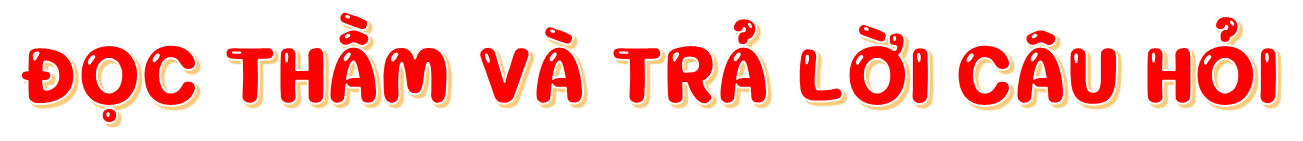 ĐỌC THẦM VÀ TRẢ LỜI CÂU HỎI